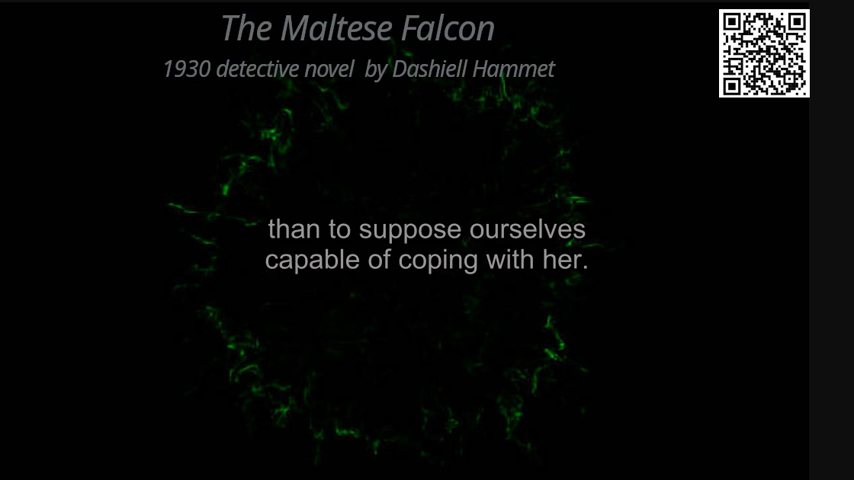 The Maltese Falcon
1930 detective novel by Dashiell Hammet
than to suppose ourselves
capable of coping with her.